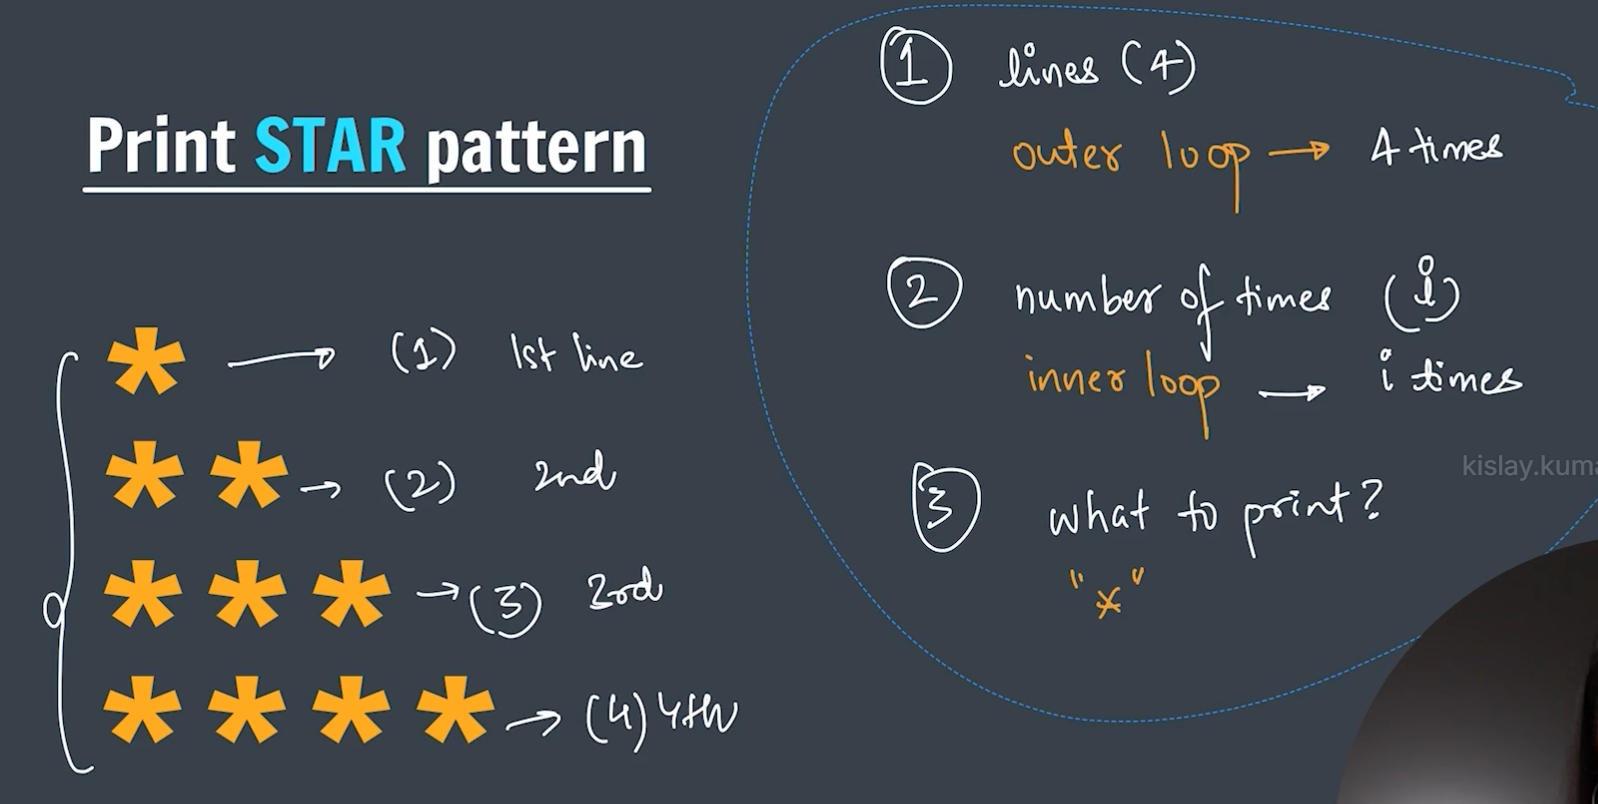 Print STAR pattern
* → (1) 1st line
* * → (2) 2nd
* * * → (3) 3rd
* * * * → (4) 4th
① lines (4)
outer loop → 4 times
② number of times (i)
inner loop → i times
③ what to print?
"*"
kislay.kuma